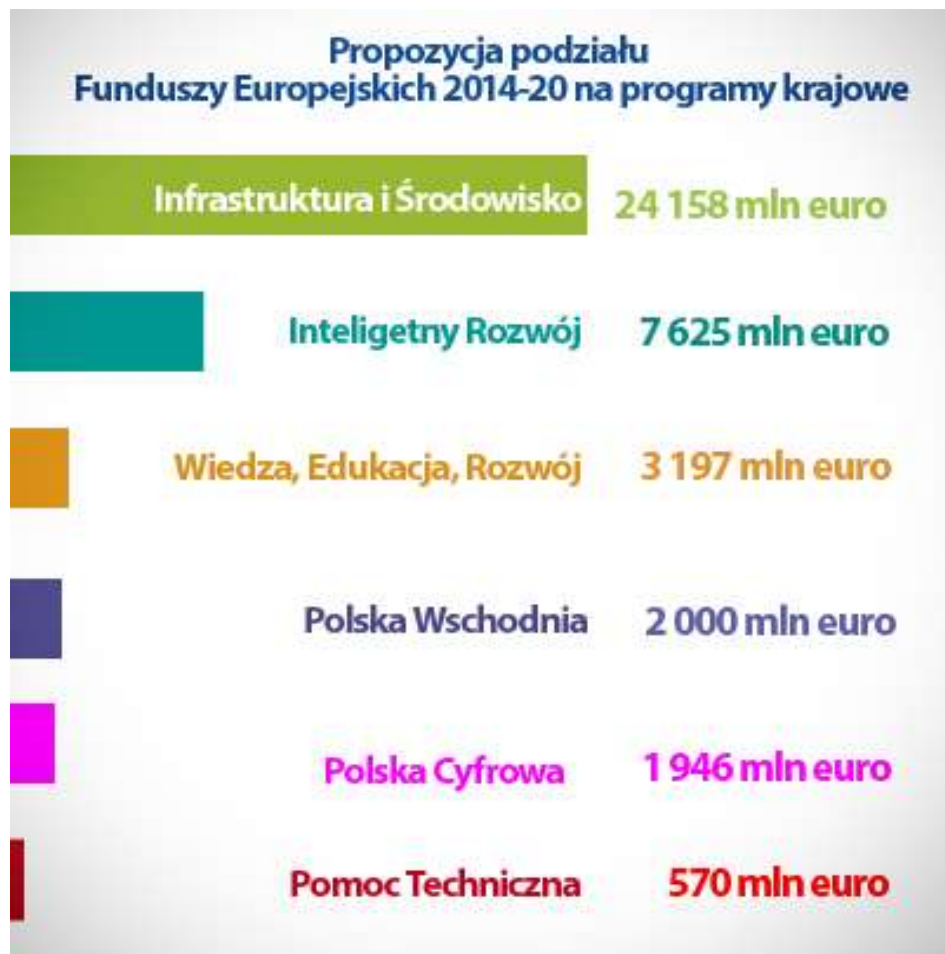 Propozycja podziału
Funduszy Europejskich 2014-20 na programy krajowe
Infrastruktura i Środowisko 24 158 mln euro
Inteligetny Rozwój 7 625 mln euro
Wiedza, Edukacja, Rozwój 3 197 mln euro
Polska Wschodnia 2 000 mln euro
Polska Cyfrowa 1 946 mln euro
Pomoc Techniczna 570 mln euro